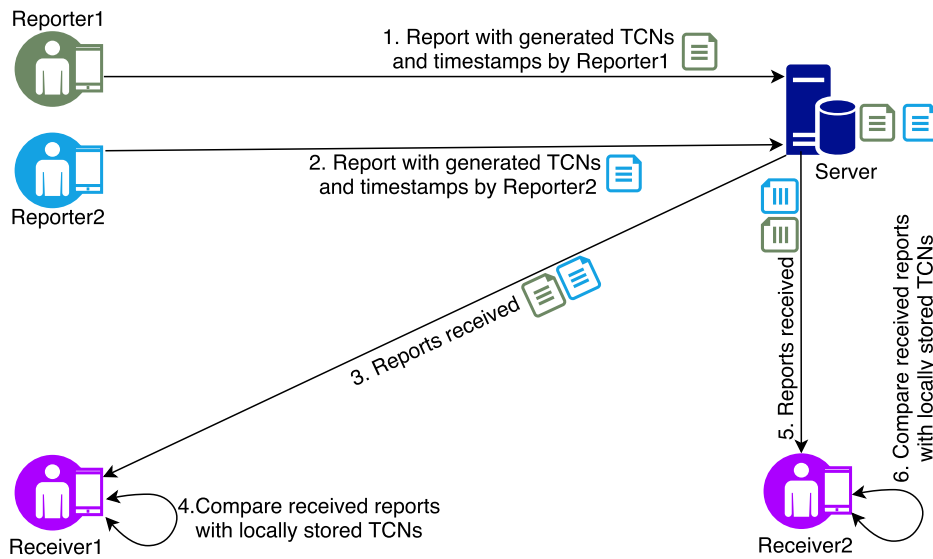 Reporter1
1. Report with generated TCNs
and timestamps by Reporter1
2. Report with generated TCNs
and timestamps by Reporter2
Reporter2
Server
3. Reports received
5. Reports received
6. Compare received reports
with locally stored TCNs
4.Compare received reports
with locally stored TCNs
Receiver1
Receiver2